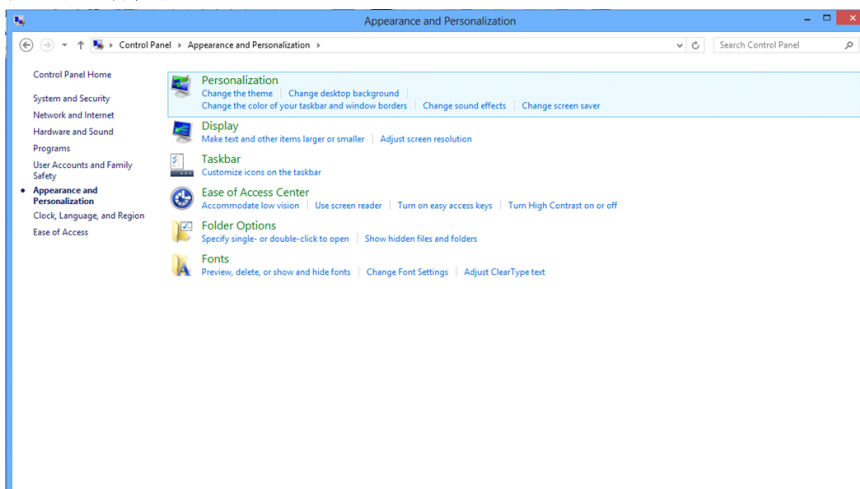 Appearance and Personalization
Control Panel Appearance and Personalization
Search Control Panel
Control Panel Home
System and Security
Network and Internet
Hardware and Sound
Programs
User Accounts and Family
Safety
Appearance and
Personalization
Clock, Language, and Region
Ease of Access
Personalization
Change the theme Change desktop background
Change the color of your taskbar and window borders Change sound effects Change screen saver
Display
Make text and other items larger or smaller Adjust screen resolution
Taskbar
Customize icons on the taskbar
Ease of Access Center
Accommodate low vision Use screen reader Turn on easy access keys Turn High Contrast on or off
Folder Options
Specify single- or double-click to open Show hidden files and folders
Fonts
Preview, delete, or show and hide fonts Change Font Settings Adjust ClearType text